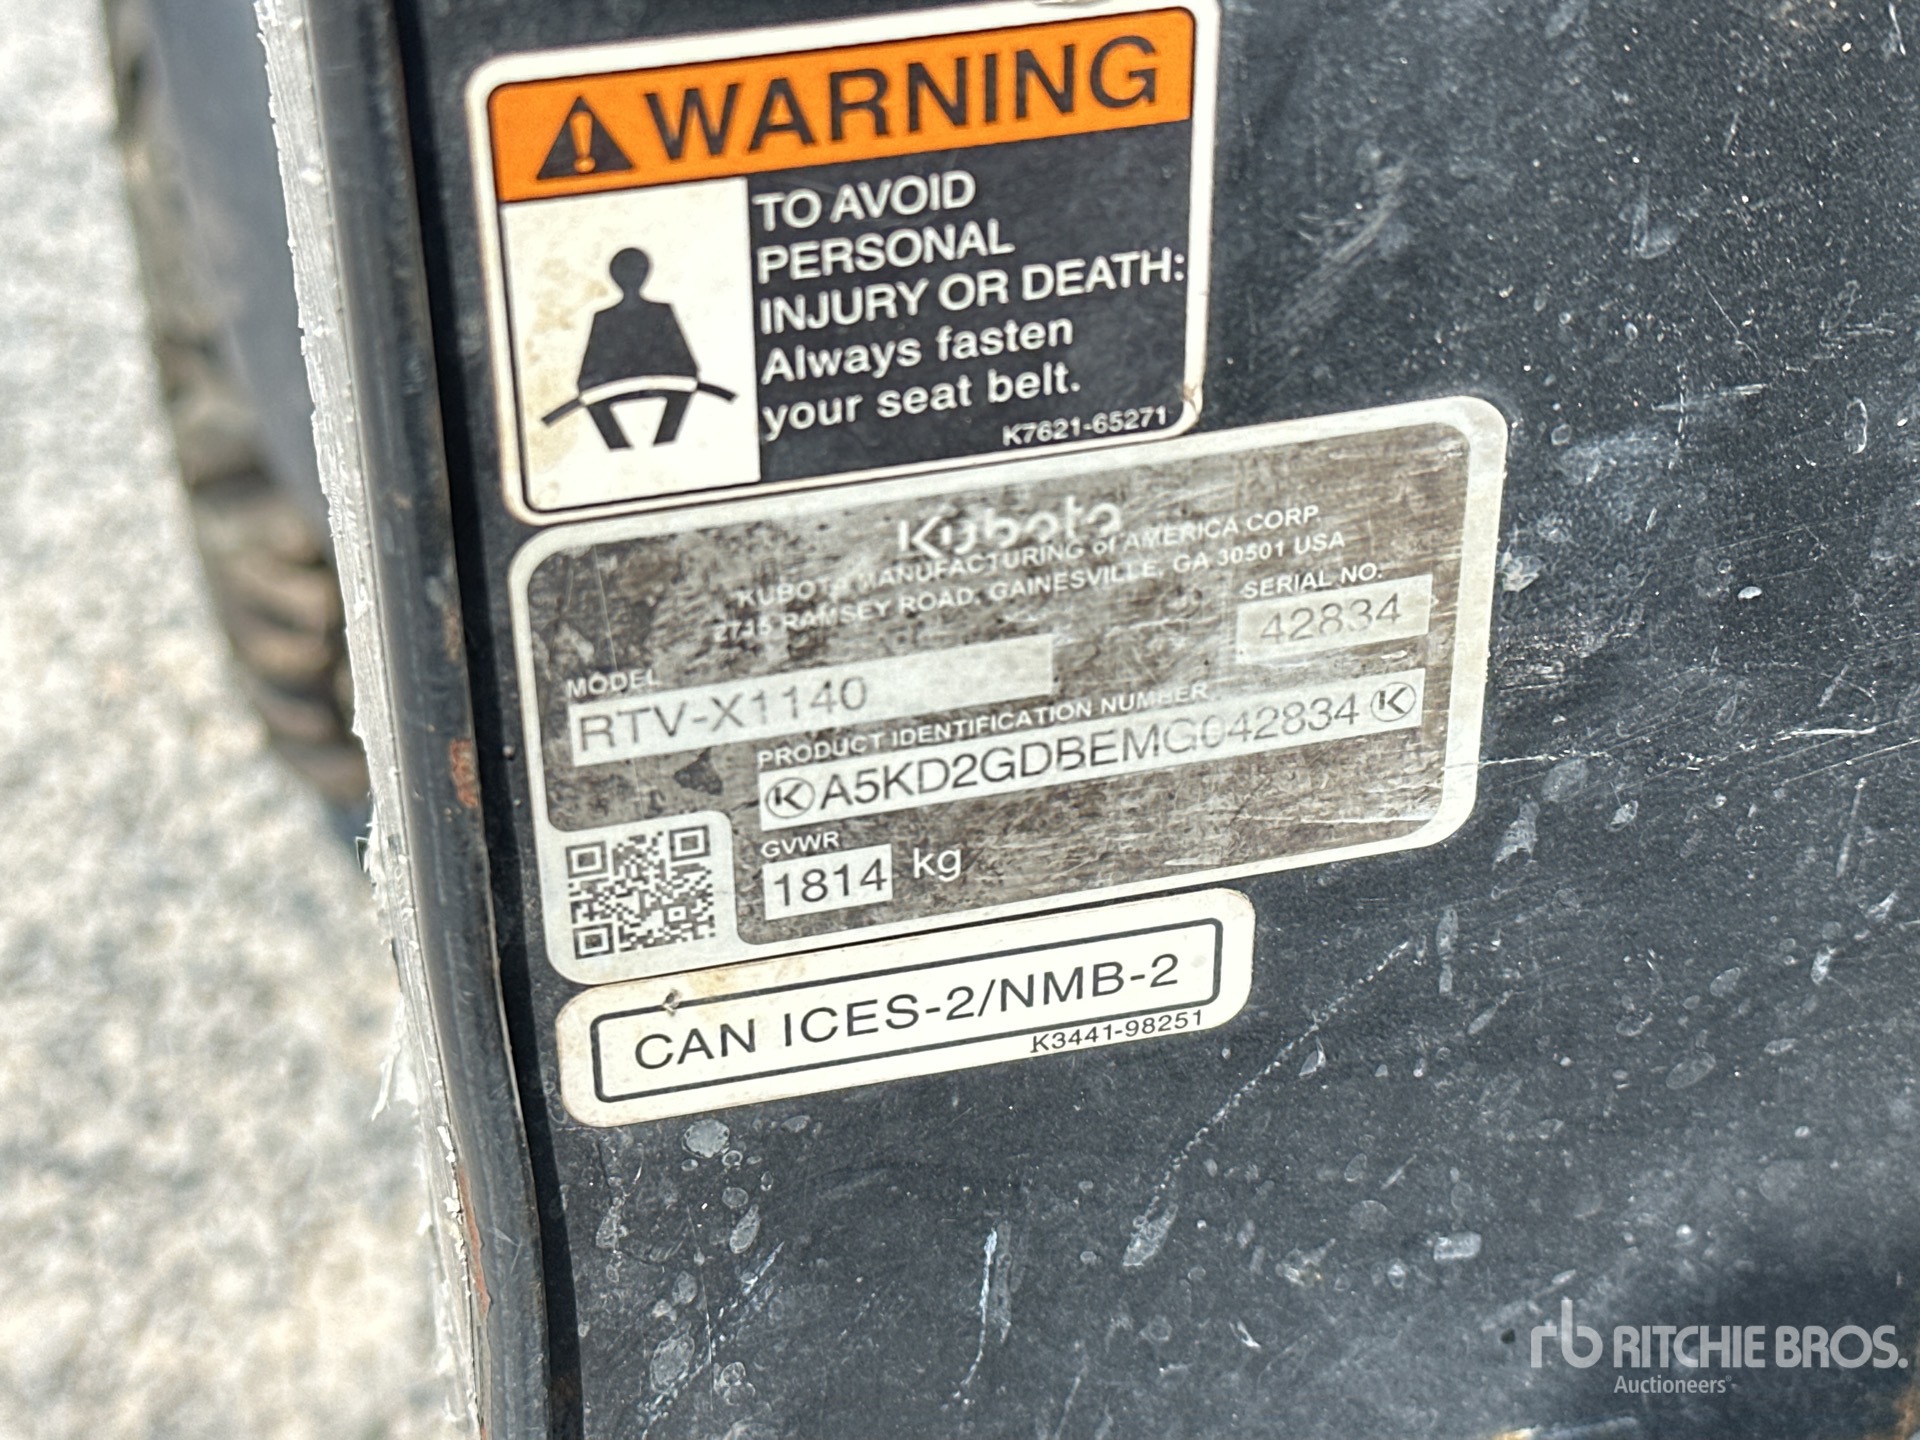 WARNING
TO AVOID
PERSONAL
INJURY OR DEATH:
Always fasten
your seat belt.
K7621-65271
Kubota
KUBOTA MANUFACTURING of AMERICA CORP.
2715 RAMSEY ROAD, GAINESVILLE, GA 30501 USA
SERIAL NO.
42834
MODEL
RTV-X1140
PRODUCT IDENTIFICATION NUMBER
K A5KD2GDBEMG042834 K
GVWR
1814 kg
CAN ICES-2/NMB-2
K3441-98251
rb RITCHIE BROS.
Auctioneers